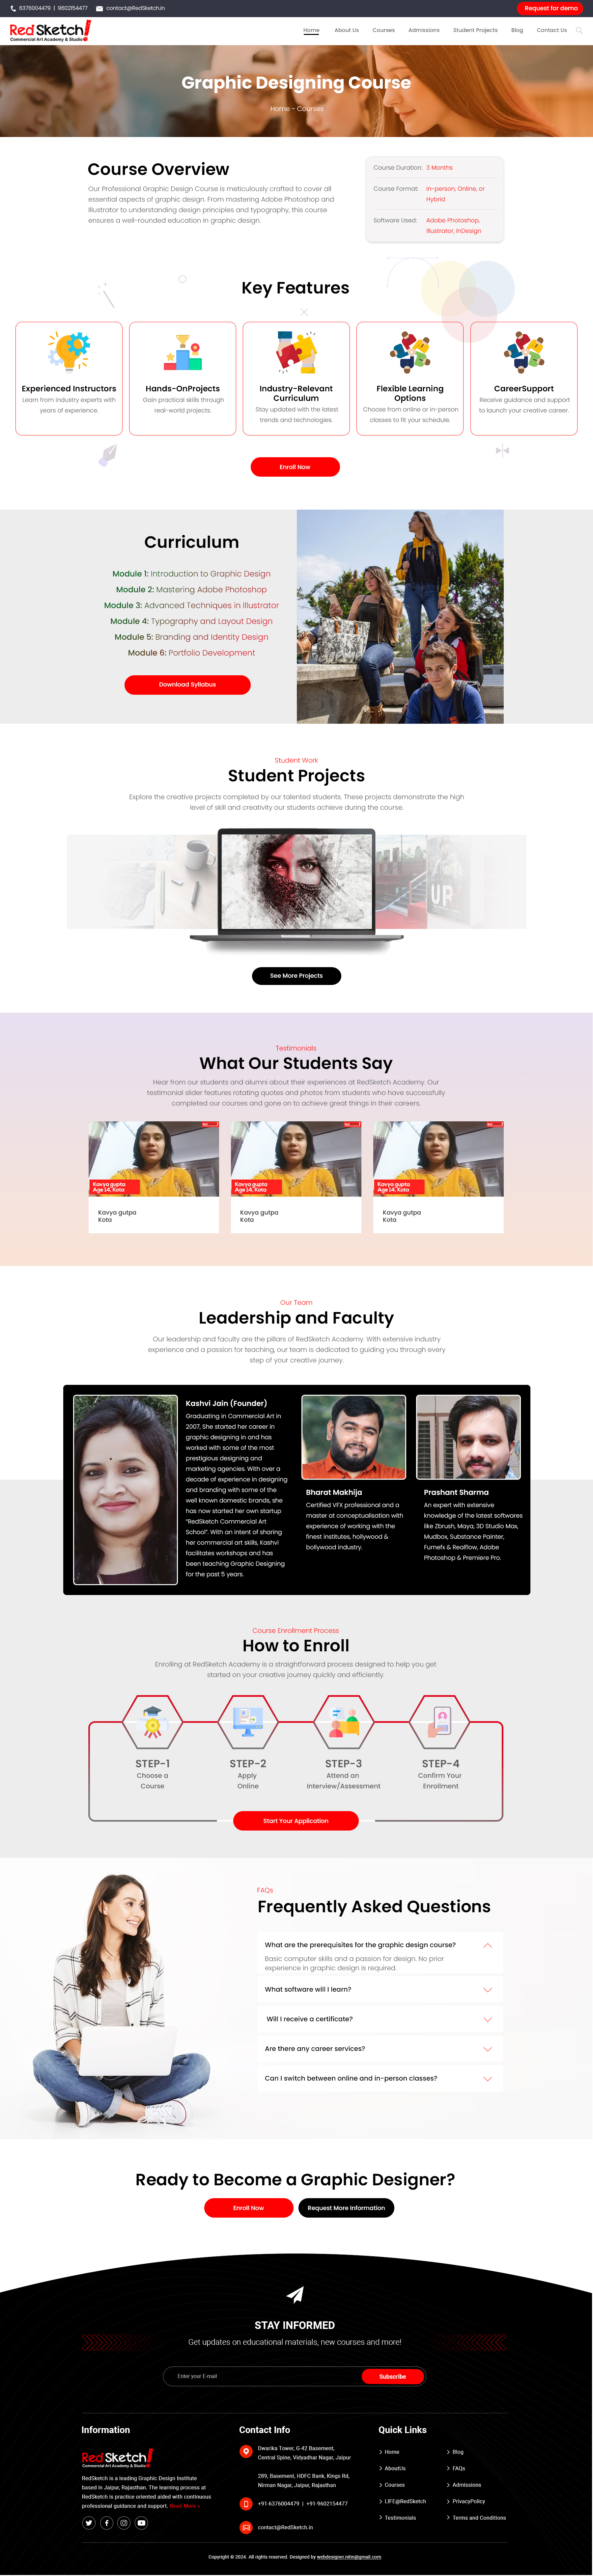 6376004479 | 9602154477 contact@RedSketch.in Request for demo
RedSketch!
Commercial Art Academy & Studio
Home About Us Courses Admissions Student Projects Blog Contact Us
Graphic Designing Course
Home - Courses
Course Overview
Our Professional Graphic Design Course is meticulously crafted to cover all
essential aspects of graphic design. From mastering Adobe Photoshop and
Illustrator to understanding design principles and typography, this course
ensures a well-rounded education in graphic design.
Course Duration: 3 Months
Course Format: In-person, Online, or
Hybrid
Software Used: Adobe Photoshop,
Illustrator, InDesign
Key Features
Experienced Instructors
Learn from industry experts with
years of experience.
Hands-OnProjects
Gain practical skills through
real-world projects.
Industry-Relevant
Curriculum
Stay updated with the latest
trends and technologies.
Flexible Learning
Options
Choose from online or in-person
classes to fit your schedule.
CareerSupport
Receive guidance and support
to launch your creative career.
Enroll Now
Curriculum
Module 1: Introduction to Graphic Design
Module 2: Mastering Adobe Photoshop
Module 3: Advanced Techniques in Illustrator
Module 4: Typography and Layout Design
Module 5: Branding and Identity Design
Module 6: Portfolio Development
Download Syllabus
Student Work
Student Projects
Explore the creative projects completed by our talented students. These projects demonstrate the high
level of skill and creativity our students achieve during the course.
UP
See More Projects
Testimonials
What Our Students Say
Hear from our students and alumni about their experiences at RedSketch Academy. Our
testimonial slider features rotating quotes and photos from students who have successfully
completed our courses and gone on to achieve great things in their careers.
Kavya gupta
Age 14, Kota
Kavya gutpa
Kota
Kavya gupta
Age 14, Kota
Kavya gutpa
Kota
Kavya gupta
Age 14, Kota
Kavya gutpa
Kota
Our Team
Leadership and Faculty
Our leadership and faculty are the pillars of RedSketch Academy. With extensive industry
experience and a passion for teaching, our team is dedicated to guiding you through every
step of your creative journey.
Kashvi Jain (Founder)
Graduating in Commercial Art in
2007, She started her career in
graphic designing in and has
worked with some of the most
prestigious designing and
marketing agencies. With over a
decade of experience in designing
and branding with some of the
well known domestic brands, she
has now started her own startup
"RedSketch Commercial Art
School". With an intent of sharing
her commercial art skills, Kashvi
facilitates workshops and has
been teaching Graphic Designing
for the past 5 years.
Bharat Makhija
Certified VFX professional and a
master at conceptualisation with
experience of working with the
finest institutes, hollywood &
bollywood industry.
Prashant Sharma
An expert with extensive
knowledge of the latest softwares
like Zbrush, Maya, 3D Studio Max,
Mudbox, Substance Painter,
Fumefx & Realflow, Adobe
Photoshop & Premiere Pro.
Course Enrollment Process
How to Enroll
Enrolling at RedSketch Academy is a straightforward process designed to help you get
started on your creative journey quickly and efficiently.
STEP-1
Choose a
Course
STEP-2
Apply
Online
STEP-3
Attend an
Interview/Assessment
STEP-4
Confirm Your
Enrollment
Start Your Application
FAQs
Frequently Asked Questions
What are the prerequisites for the graphic design course?
Basic computer skills and a passion for design. No prior
experience in graphic design is required.
What software will I learn?
Will I receive a certificate?
Are there any career services?
Can I switch between online and in-person classes?
Ready to Become a Graphic Designer?
Enroll Now Request More Information
STAY INFORMED
Get updates on educational materials, new courses and more!
Enter your E-mail Subscribe
Information
RedSketch!
Commercial Art Academy & Studio
RedSketch is a leading Graphic Design Institute
based in Jaipur, Rajasthan. The learning process at
RedSketch is practice oriented aided with continuous
professional guidance and support. Read More »
Contact Info
Dwarika Tower, G-42 Basement,
Central Spine, Vidyadhar Nagar, Jaipur
289, Basement, HDFC Bank, Kings Rd,
Nirman Nagar, Jaipur, Rajasthan
+91-6376004479 | +91-9602154477
contact@RedSketch.in
Quick Links
Home
AboutUs
Courses
LIFE@RedSketch
Testimonials
Blog
FAQs
Admissions
PrivacyPolicy
Terms and Conditions
Copyright © 2024. All rights reserved. Designed by webdesigner.nitin@gmail.com